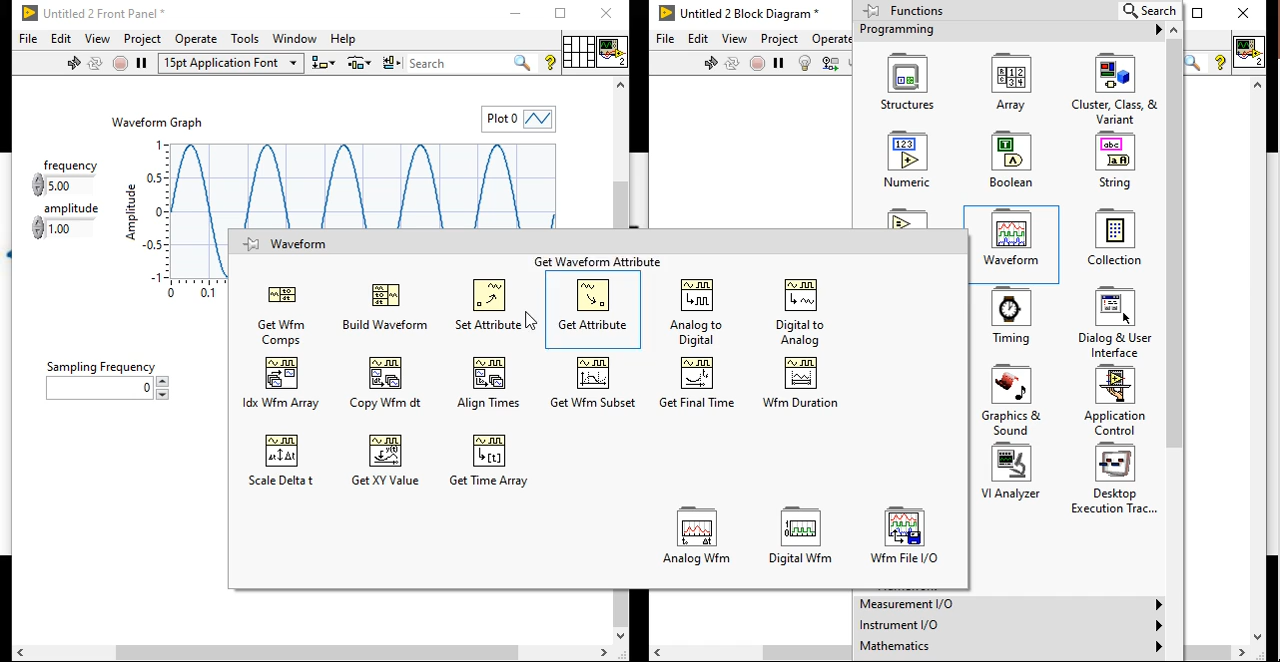 Untitled 2 Front Panel *
File Edit View Project Operate Tools Window Help
15pt Application Font
Search
2
Waveform Graph
Plot 0
frequency
5.00
amplitude
1.00
Amplitude
1
0.5
0
-0.5
-1
0 0.1
Sampling Frequency
0
Untitled 2 Block Diagram *
File Edit View Project Operate
2
Functions
Search
Programming
Structures Array Cluster, Class, &
Variant
Numeric Boolean String
Waveform Collection
Timing Dialog & User
Interface
Graphics &
Sound
Application
Control
VI Analyzer Desktop
Execution Trac...
Measurement I/O
Instrument I/O
Mathematics
Waveform
Get Waveform Attribute
Get Wfm
Comps
Build Waveform
Set Attribute
Get Attribute
Analog to
Digital
Digital to
Analog
Idx Wfm Array Copy Wfm dt Align Times Get Wfm Subset Get Final Time Wfm Duration
Scale Delta t Get XY Value Get Time Array
Analog Wfm Digital Wfm Wfm File I/O